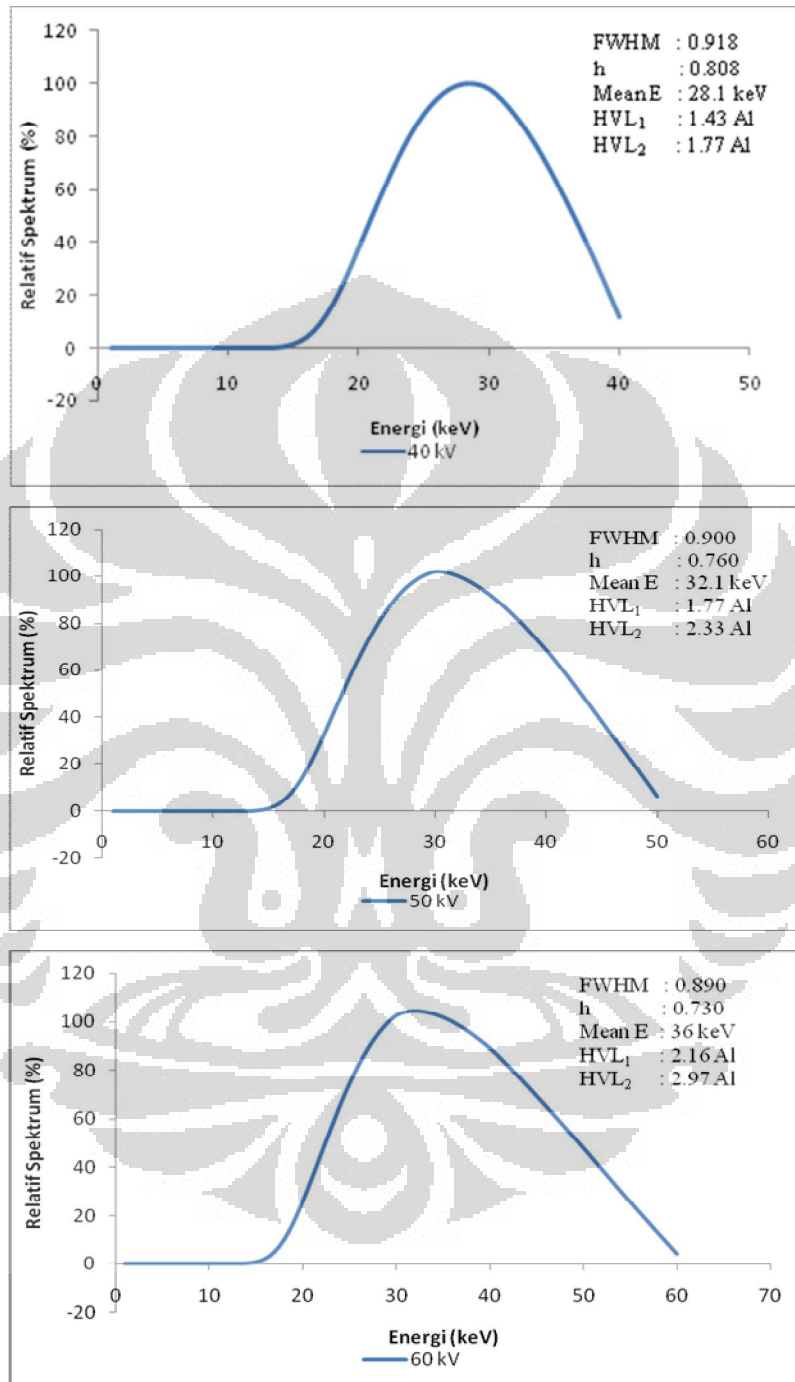 120
100
80
60
40
20
0
-20
Relatif Spektrum (%)
FWHM : 0.918
h : 0.808
Mean E : 28.1 keV
HVL₁ : 1.43 Al
HVL₂ : 1.77 Al
0 10 20 30 40 50
Energi (keV)
40 kV
120
100
80
60
40
20
0
-20
Relatif Spektrum (%)
FWHM : 0.900
h : 0.760
Mean E : 32.1 keV
HVL₁ : 1.77 Al
HVL₂ : 2.33 Al
0 10 20 30 40 50 60
Energi (keV)
50 kV
120
100
80
60
40
20
0
-20
Relatif Spektrum (%)
FWHM : 0.890
h : 0.730
Mean E : 36 keV
HVL₁ : 2.16 Al
HVL₂ : 2.97 Al
0 10 20 30 40 50 60 70
Energi (keV)
60 kV